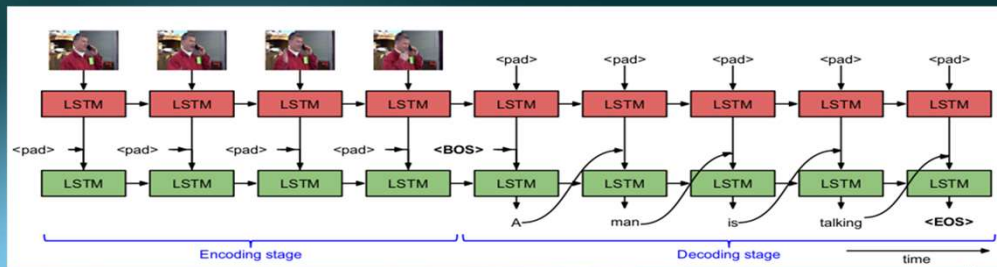 <pad> <pad> <pad> <pad> <pad>
LSTM LSTM LSTM LSTM LSTM LSTM LSTM LSTM LSTM
<pad> <pad> <pad> <pad> <BOS>
LSTM LSTM LSTM LSTM LSTM LSTM LSTM LSTM LSTM
A man is talking <EOS>
Encoding stage Decoding stage time